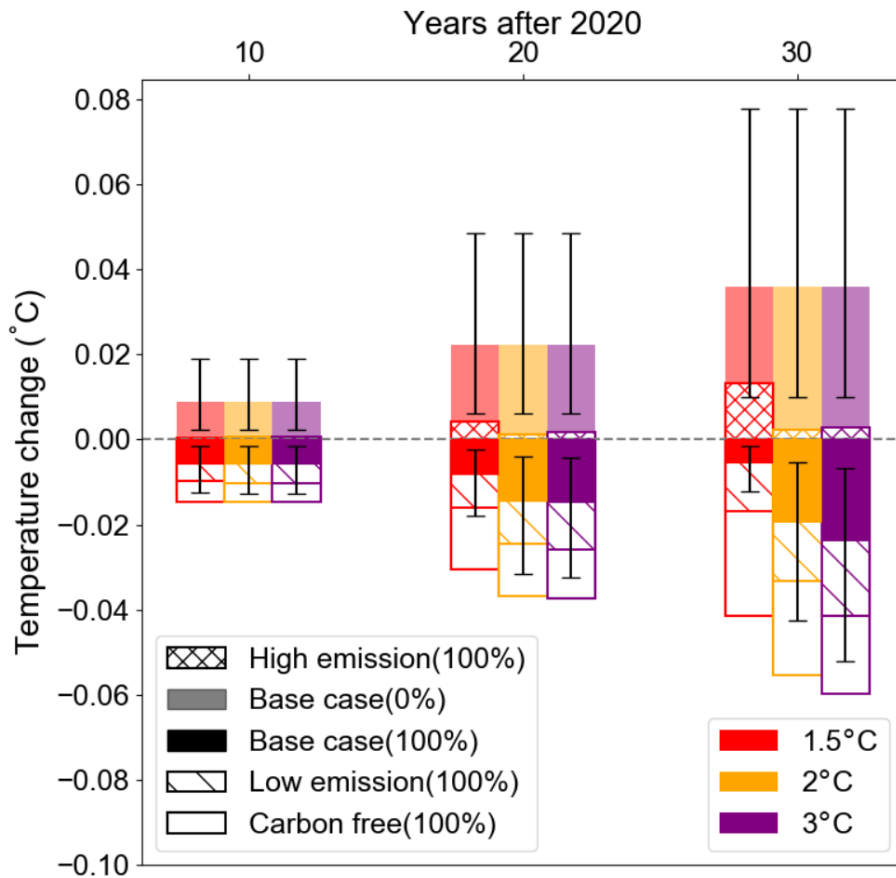 Years after 2020
10 20 30
0.08
0.06
0.04
0.02
0.00
−0.02
−0.04
−0.06
−0.08
−0.10
Temperature change (°C)
High emission(100%)
Base case(0%)
Base case(100%)
Low emission(100%)
Carbon free(100%)
1.5°C
2°C
3°C